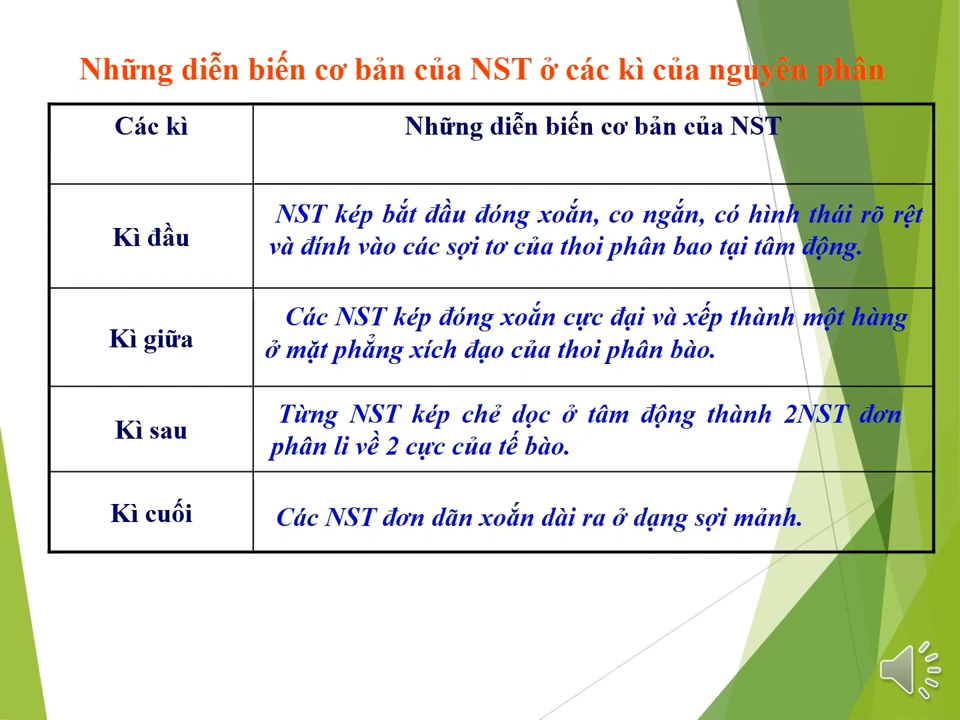 Những diễn biến cơ bản của NST ở các kì của nguyên phân
Các kì
Những diễn biến cơ bản của NST
Kì đầu
NST kép bắt đầu đóng xoắn, co ngắn, có hình thái rõ rệt
và đính vào các sợi tơ của thoi phân bao tại tâm động.
Kì giữa
Các NST kép đóng xoắn cực đại và xếp thành một hàng
ở mặt phẳng xích đạo của thoi phân bào.
Kì sau
Từng NST kép chẻ dọc ở tâm động thành 2NST đơn
phân li về 2 cực của tế bào.
Kì cuối
Các NST đơn dãn xoắn dài ra ở dạng sợi mảnh.